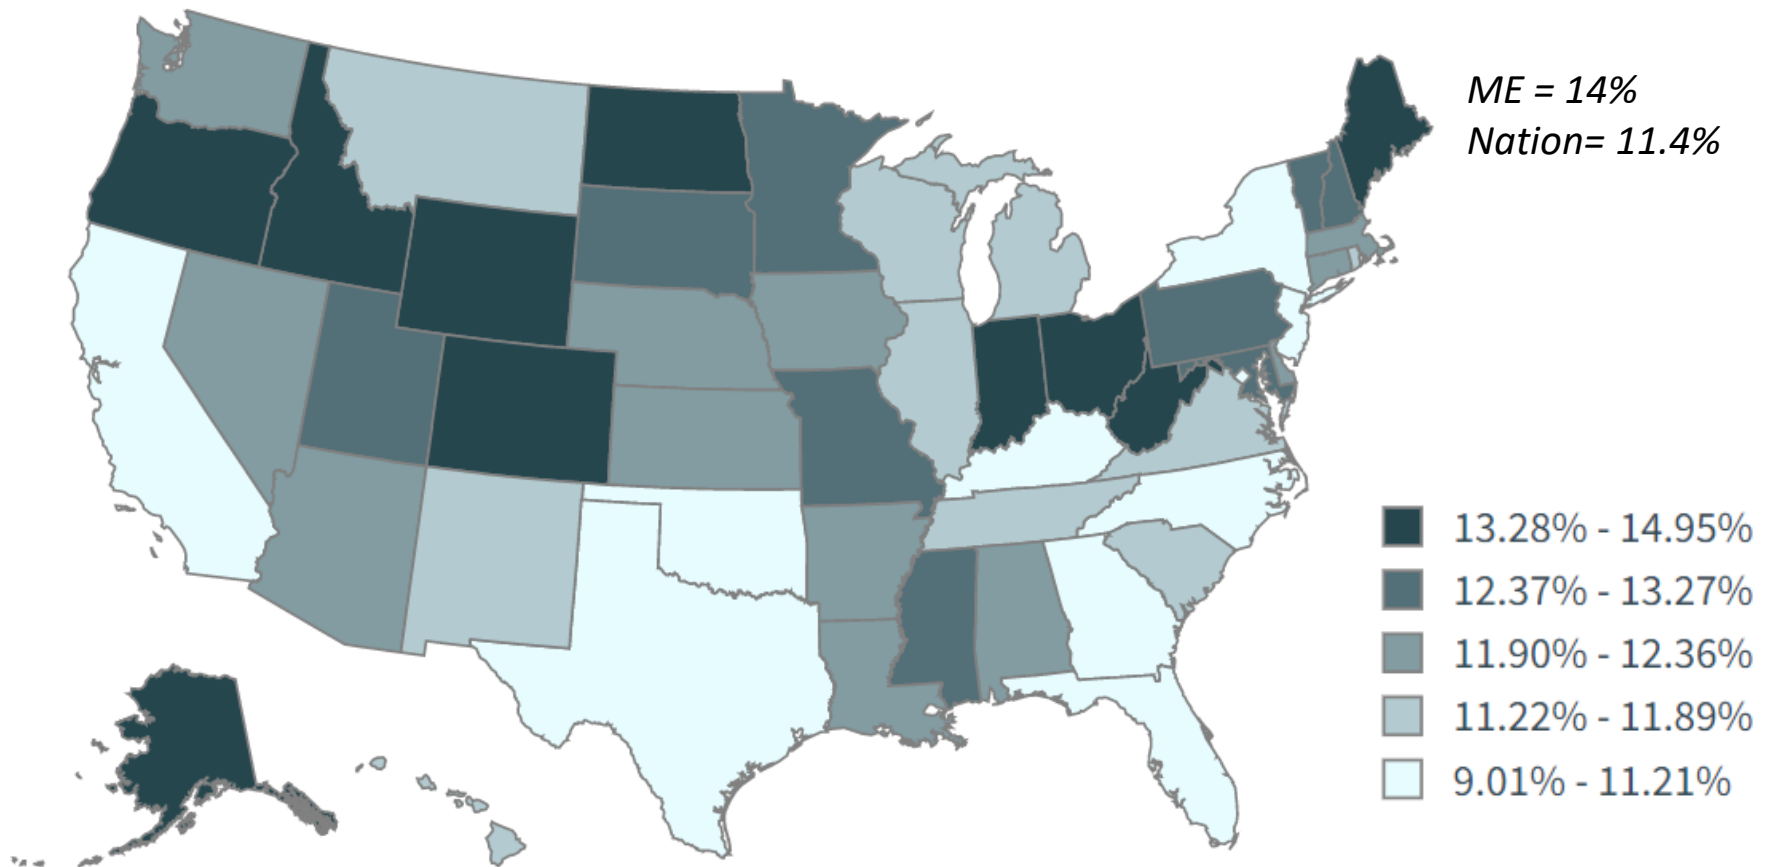 ME = 14%
Nation= 11.4%
13.28% - 14.95%
12.37% - 13.27%
11.90% - 12.36%
11.22% - 11.89%
9.01% - 11.21%